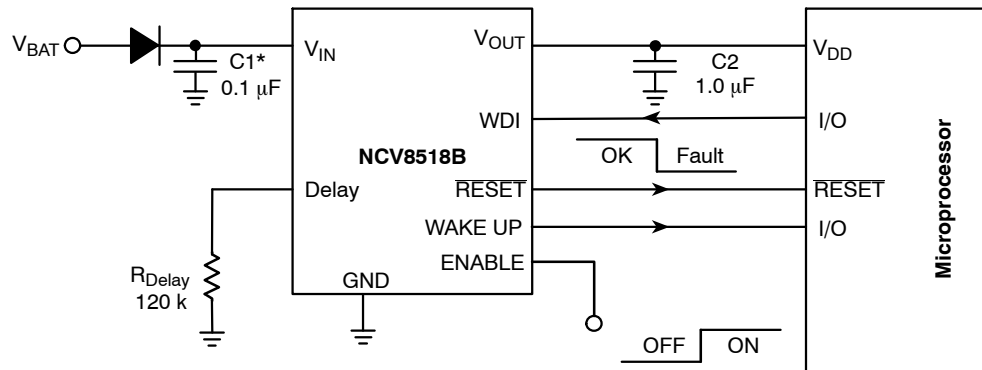 V_BAT
C1*
0.1 μF
V_IN
V_OUT
C2
1.0 μF
V_DD
WDI
I/O
NCV8518B
OK
Fault
Delay
RESET
RESET
WAKE UP
I/O
ENABLE
R_Delay
120 k
GND
OFF
ON
Microprocessor